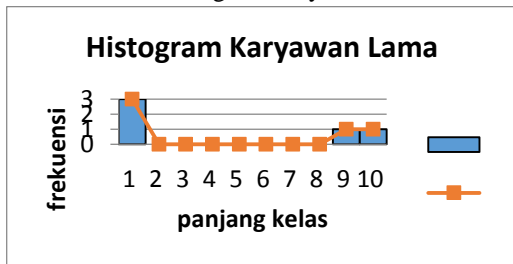 Histogram Karyawan Lama
frekuensi
3
2
1
0
1 2 3 4 5 6 7 8 9 10
panjang kelas